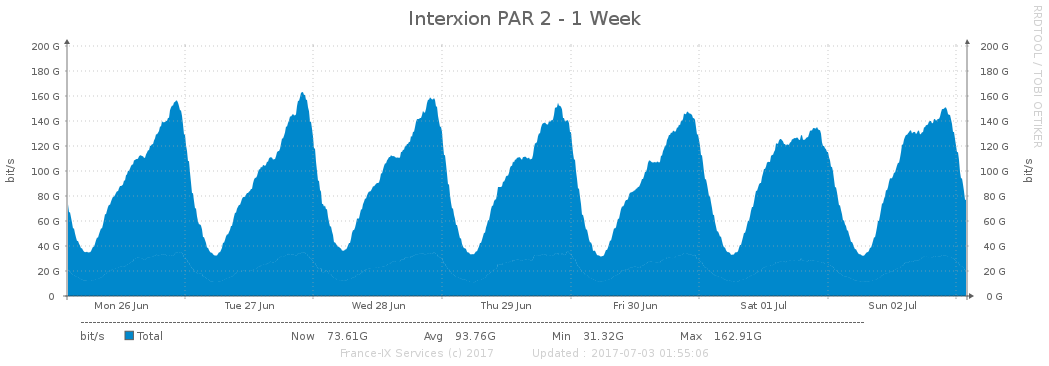 Interxion PAR 2 - 1 Week
RRDTOOL / TOBI OETIKER
200 G 200 G
180 G 180 G
160 G 160 G
140 G 140 G
120 G 120 G
100 G 100 G
80 G 80 G
60 G 60 G
40 G 40 G
20 G 20 G
0 0 G
bit/s bit/s
Mon 26 Jun Tue 27 Jun Wed 28 Jun Thu 29 Jun Fri 30 Jun Sat 01 Jul Sun 02 Jul
bit/s Total Now 73.61G Avg 93.76G Min 31.32G Max 162.91G
France-IX Services (c) 2017 Updated : 2017-07-03 01:55:06